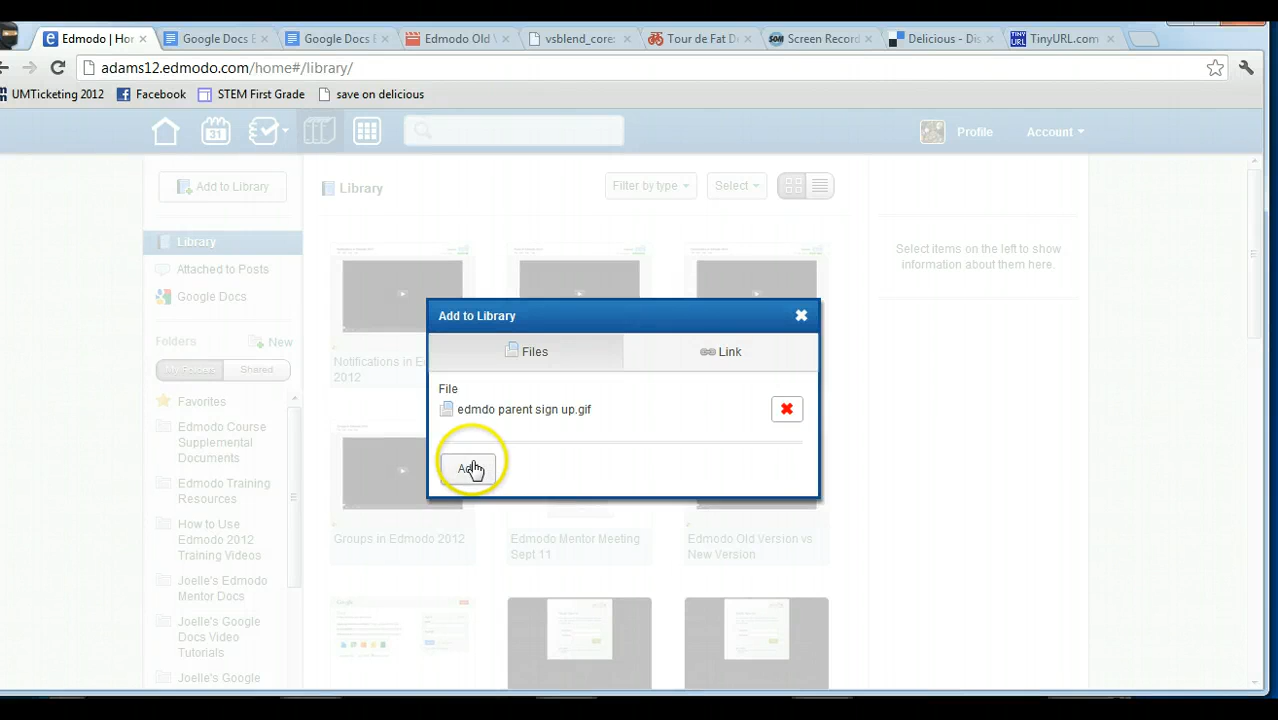 Edmodo | Hor
Google Docs E
Google Docs E
Edmodo Old V
vsblend_core:
Tour de Fat D
Screen Record
Delicious - Dis
TinyURL.com
adams12.edmodo.com/home#/library/
UMTicketing 2012
Facebook
STEM First Grade
save on delicious
31
Profile
Account
Add to Library
Library
Filter by type
Select
Library
Attached to Posts
Google Docs
Select items on the left to show
information about them here.
Folders
New
My Folders
Shared
Favorites
Edmodo Course
Supplemental
Documents
Edmodo Training
Resources
How to Use
Edmodo 2012
Training Videos
Joelle's Edmodo
Mentor Docs
Joelle's Google
Docs Video
Tutorials
Joelle's Google
Notifications in E
2012
Add to Library
Files
Link
File
edmdo parent sign up.gif
Groups in Edmodo 2012
Edmodo Mentor Meeting
Sept 11
Edmodo Old Version vs
New Version